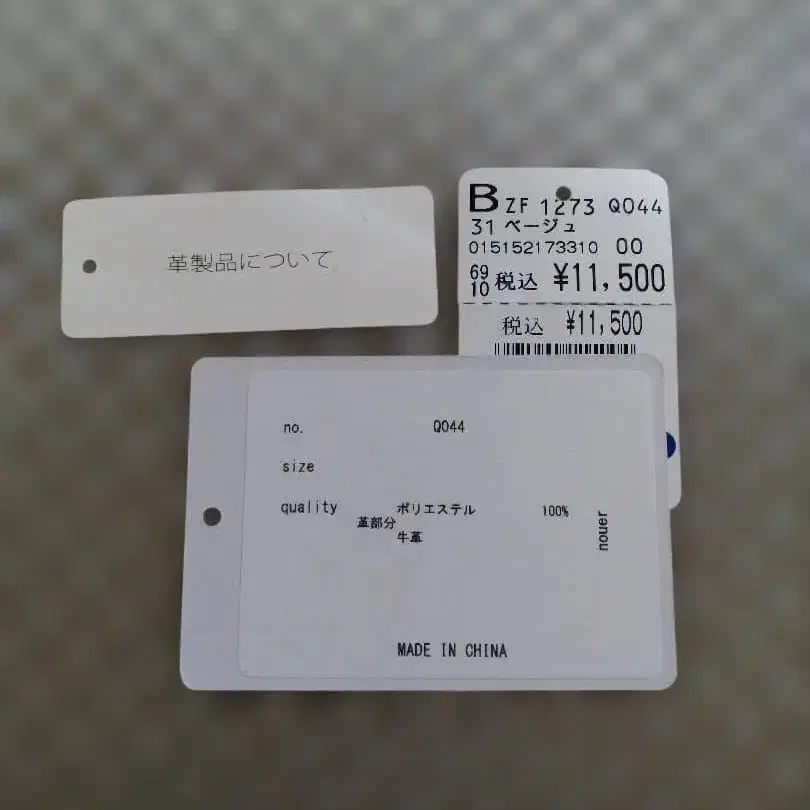 革製品について
B ZF 1273 Q044
31 ベージュ
015152173310 00
69
10 税込 ¥11,500
税込 ¥11,500
no. Q044
size
quality ポリエステル 100%
革部分
牛革
nouer
MADE IN CHINA